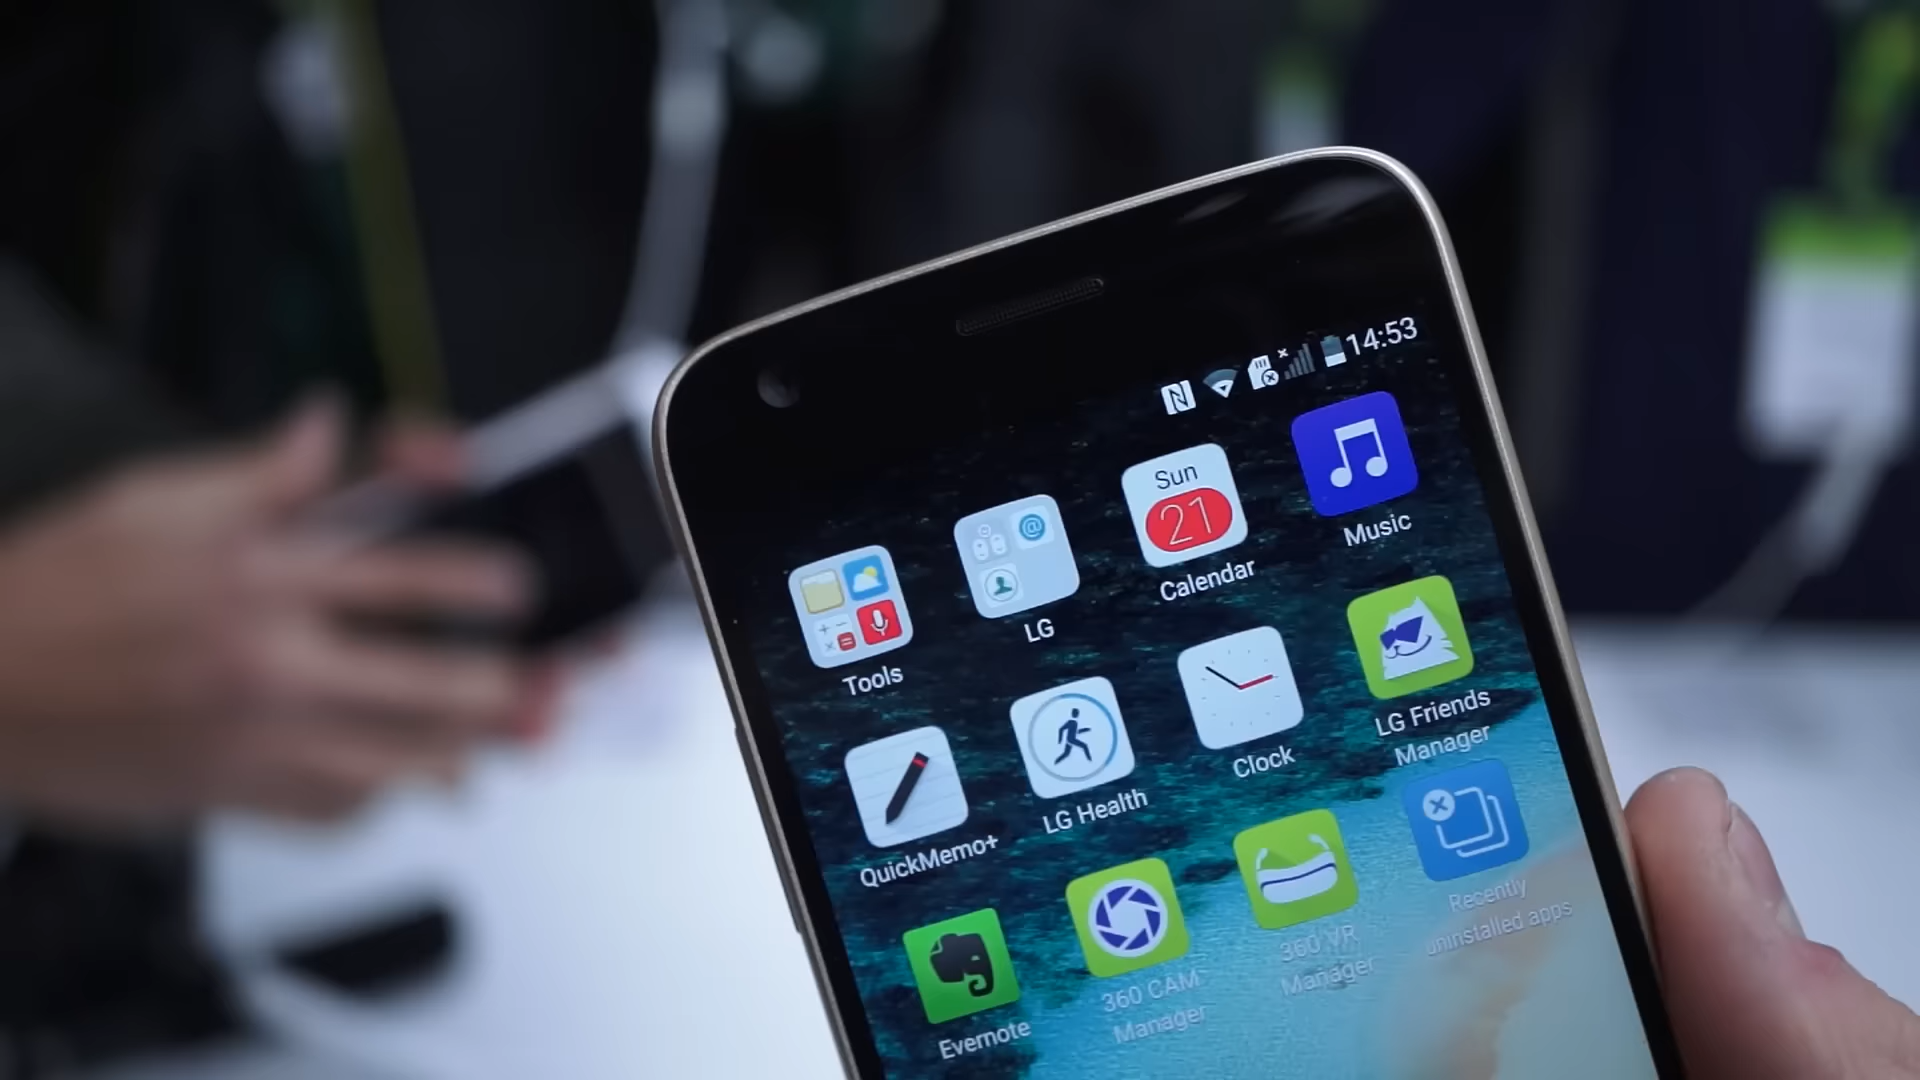 14:53
Sun
21
Music
Calendar
LG
Tools
LG Friends
Manager
Clock
LG Health
QuickMemo+
Recently
uninstalled apps
360 VR
Manager
360 CAM
Manager
Evernote